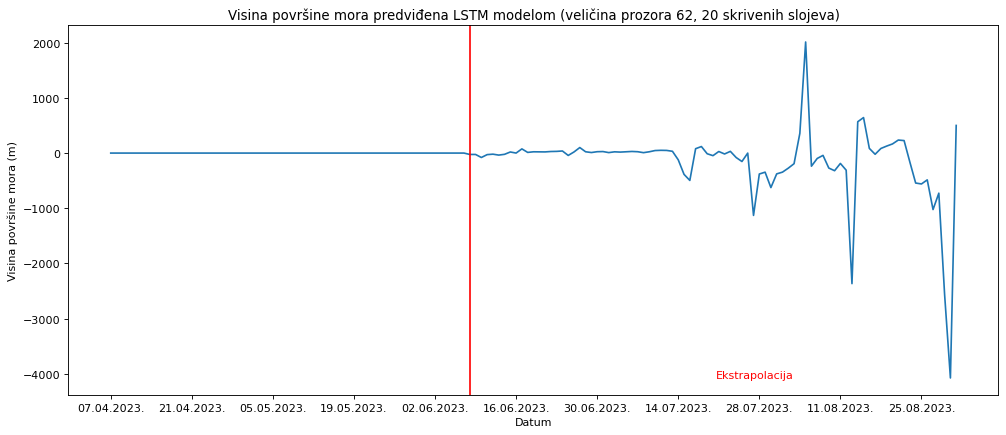 Visina površine mora predviđena LSTM modelom (veličina prozora 62, 20 skrivenih slojeva)
Visina površine mora (m)
2000
1000
0
−1000
−2000
−3000
−4000
Ekstrapolacija
07.04.2023. 21.04.2023. 05.05.2023. 19.05.2023. 02.06.2023. 16.06.2023. 30.06.2023. 14.07.2023. 28.07.2023. 11.08.2023. 25.08.2023.
Datum